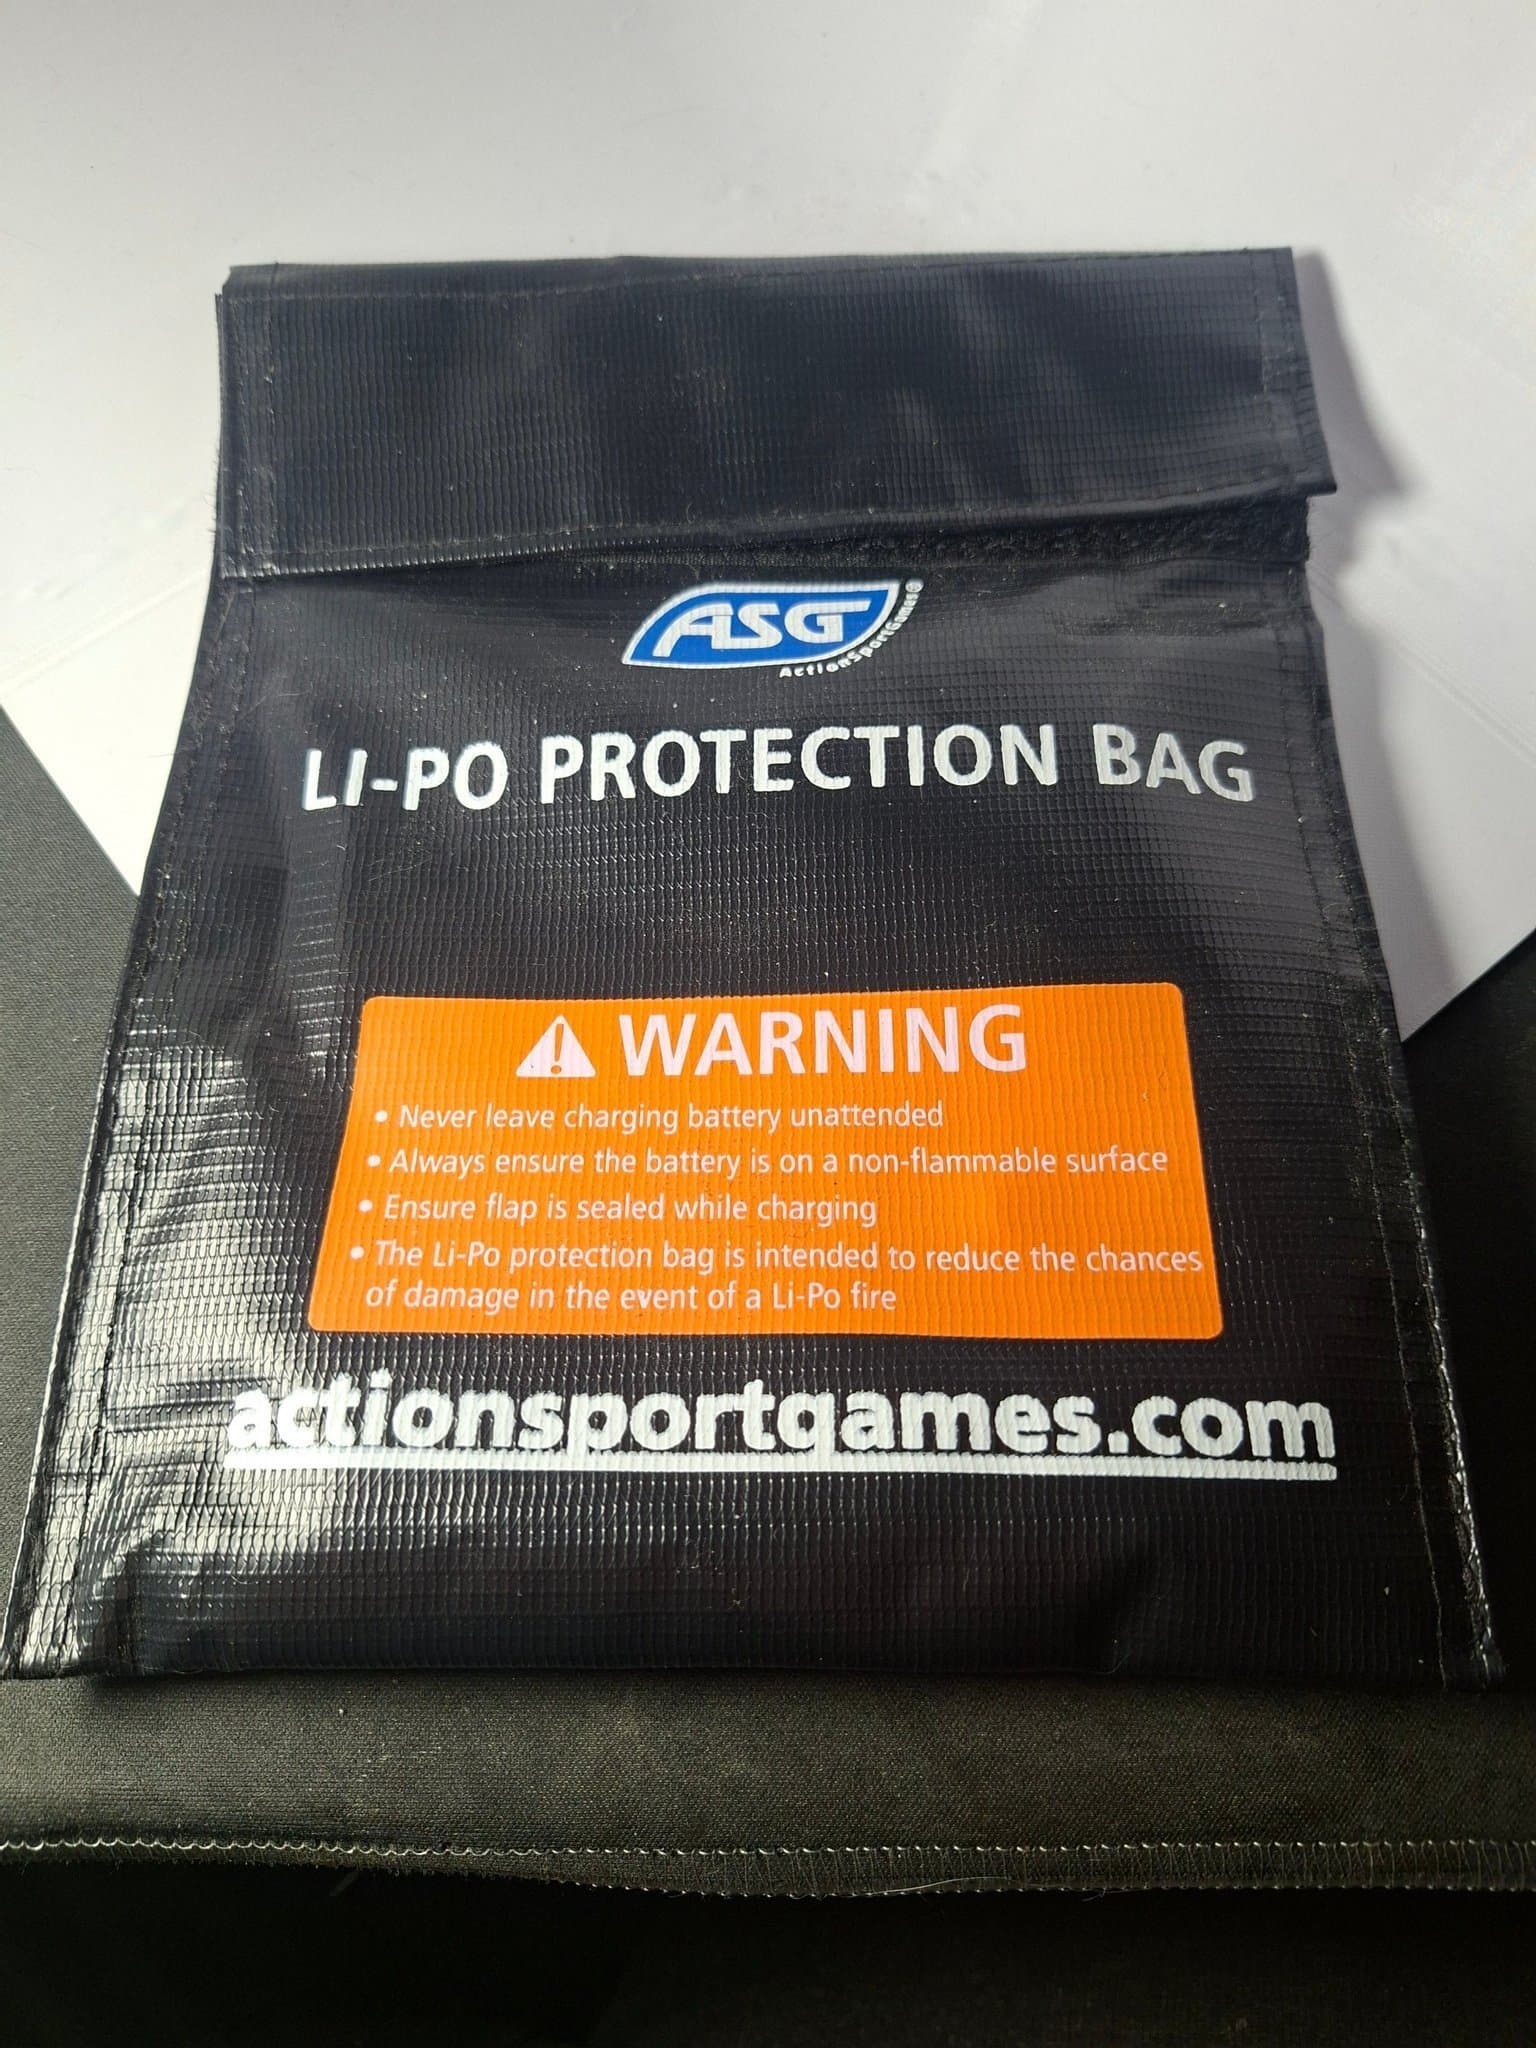 ASG
ActionSportGames®
LI-PO PROTECTION BAG
WARNING
• Never leave charging battery unattended
• Always ensure the battery is on a non-flammable surface
• Ensure flap is sealed while charging
• The Li-Po protection bag is intended to reduce the chances
of damage in the event of a Li-Po fire
actionsportgames.com